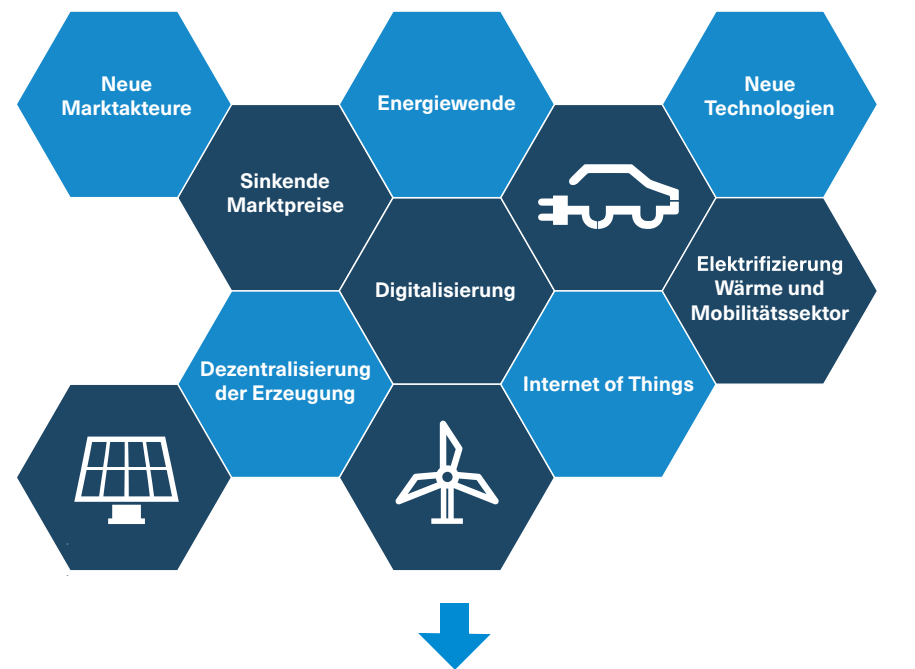 Neue
Marktakteure
Energiewende
Neue
Technologien
Sinkende
Marktpreise
Digitalisierung
Elektrifizierung
Wärme und
Mobilitätssektor
Dezentralisierung
der Erzeugung
Internet of Things